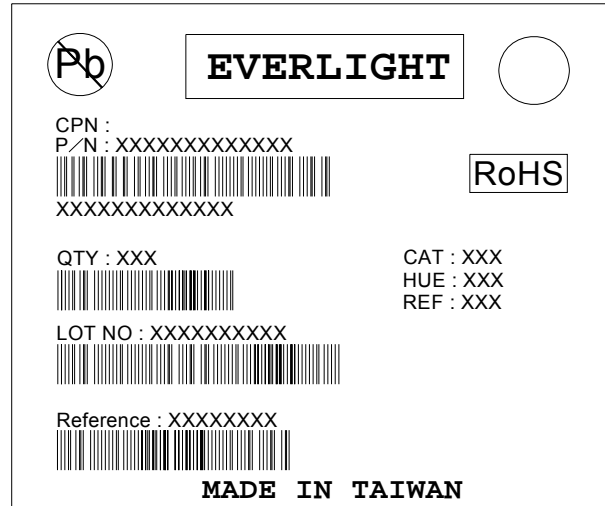 Pb
EVERLIGHT
CPN :
P/N : XXXXXXXXXXXXX
XXXXXXXXXXXXX
RoHS
QTY : XXX
CAT : XXX
HUE : XXX
REF : XXX
LOT NO : XXXXXXXXXX
Reference : XXXXXXXX
MADE IN TAIWAN